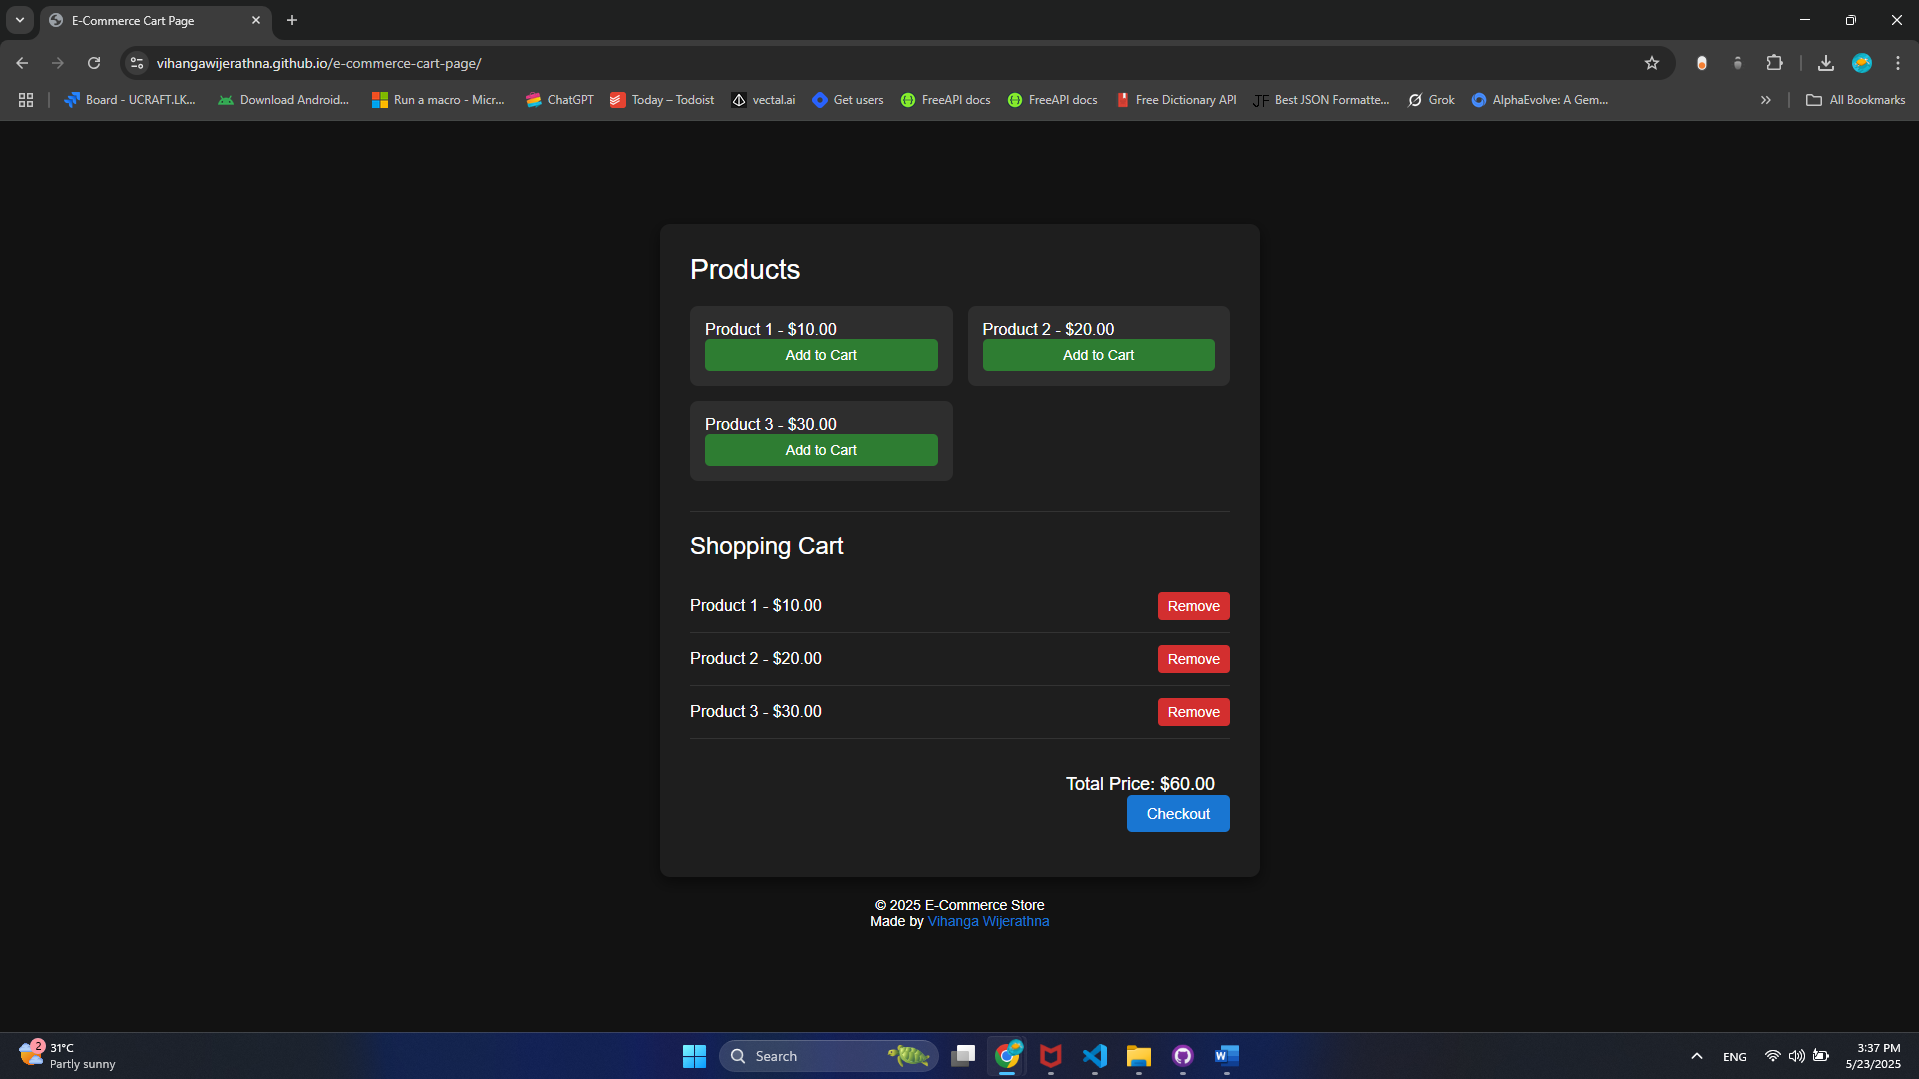 E-Commerce Cart Page
vihangawijerathna.github.io/e-commerce-cart-page/
Board - UCRAFT.LK... Download Android... Run a macro - Micr... ChatGPT Today – Todoist vectal.ai Get users FreeAPI docs FreeAPI docs Free Dictionary API JF Best JSON Formatte... Grok AlphaEvolve: A Gem... All Bookmarks
Products
Product 1 - $10.00
Add to Cart
Product 2 - $20.00
Add to Cart
Product 3 - $30.00
Add to Cart
Shopping Cart
Product 1 - $10.00 Remove
Product 2 - $20.00 Remove
Product 3 - $30.00 Remove
Total Price: $60.00
Checkout
© 2025 E-Commerce Store
Made by Vihanga Wijerathna
2
31°C
Partly sunny
Search
ENG
3:37 PM
5/23/2025